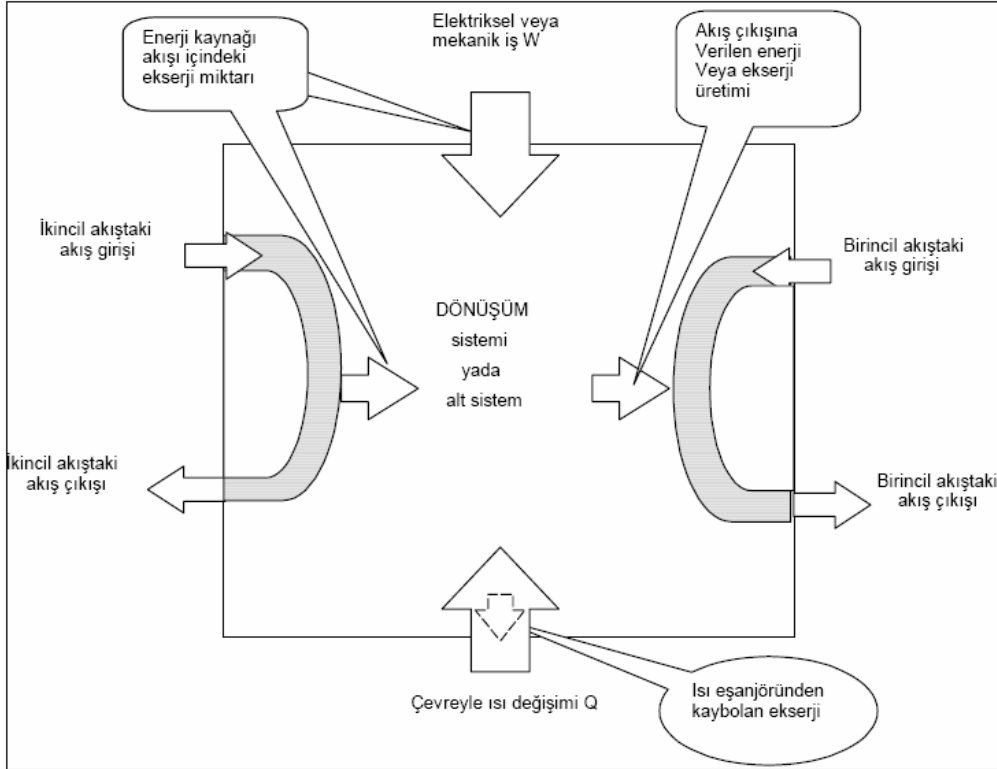 Enerji kaynağı
akışı içindeki
ekserji miktarı
Elektriksel veya
mekanik iş W
Akış çıkışına
Verilen enerji
Veya ekserji
üretimi
İkincil akıştaki
akış girişi
Birincil akıştaki
akış girişi
DÖNÜŞÜM
sistemi
yada
alt sistem
İkincil akıştaki
akış çıkışı
Birincil akıştaki
akış çıkışı
Çevreyle ısı değişimi Q
Isı eşanjöründen
kaybolan ekserji